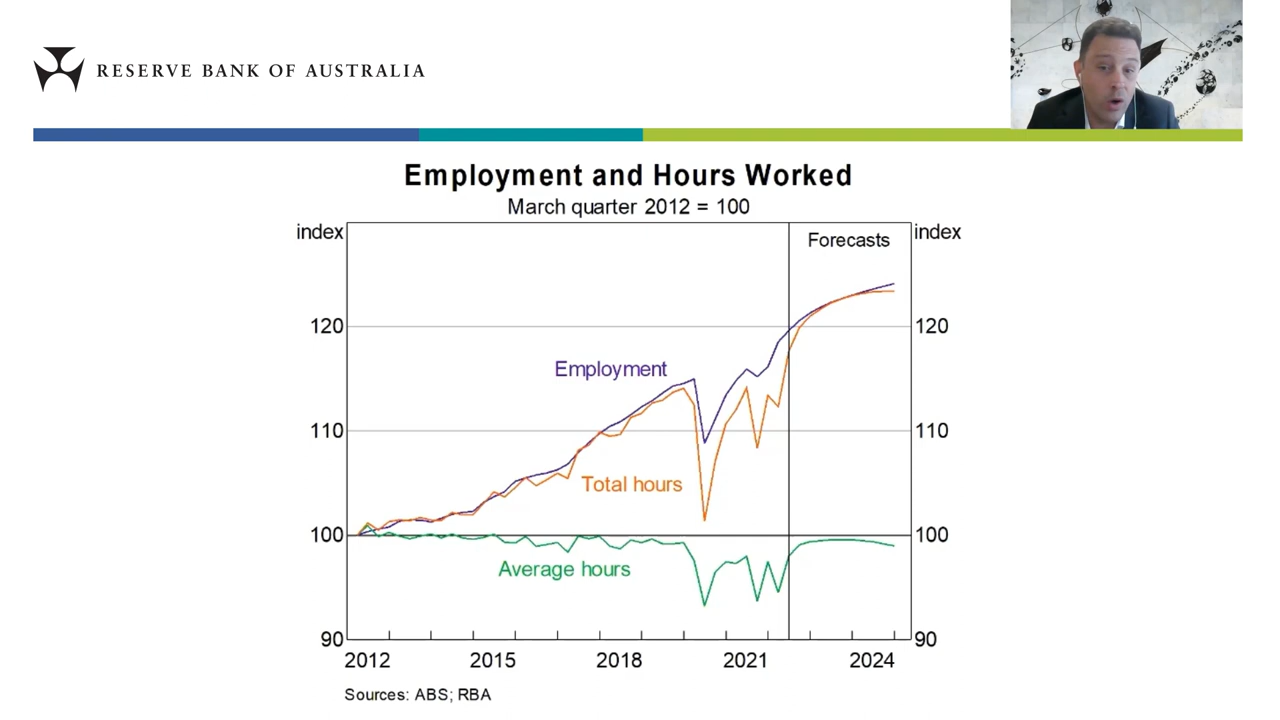 RESERVE BANK OF AUSTRALIA
Employment and Hours Worked
March quarter 2012 = 100
index
Forecasts
index
120
120
Employment
110
110
Total hours
100
100
Average hours
90
90
2012
2015
2018
2021
2024
Sources: ABS; RBA